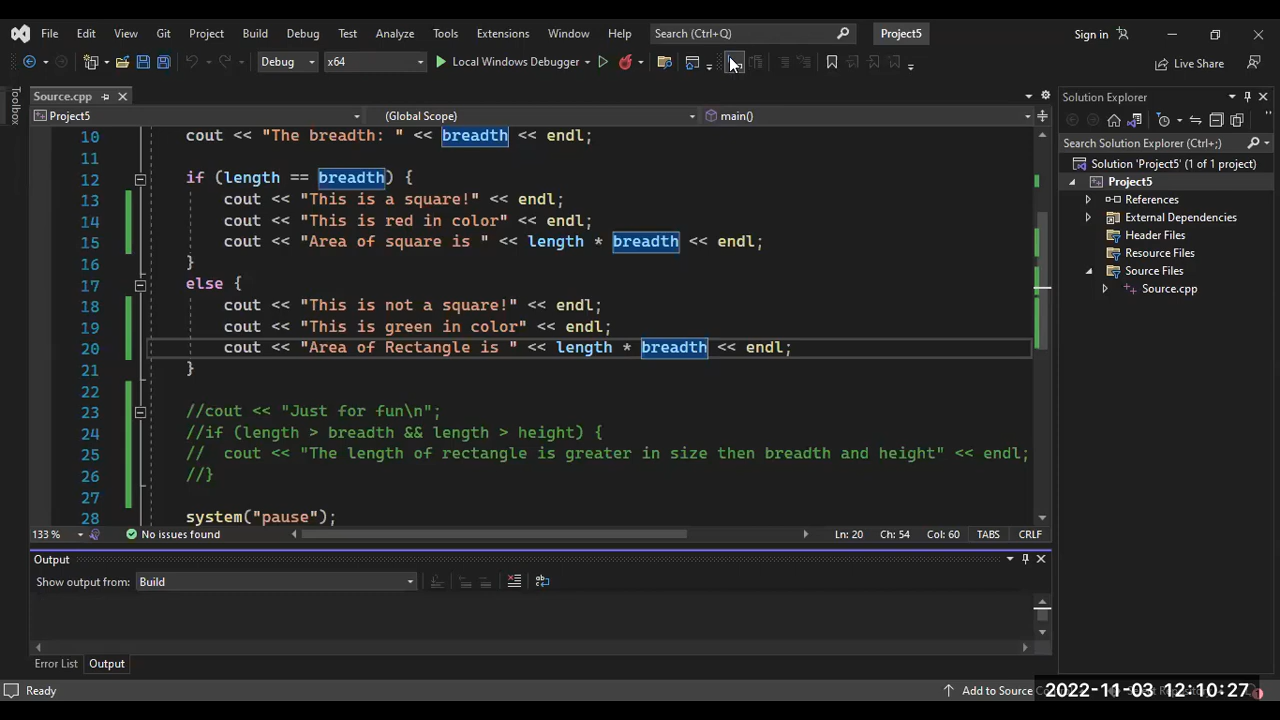 File Edit View Git Project Build Debug Test Analyze Tools Extensions Window Help Search (Ctrl+Q) Project5 Sign in
Debug x64 Local Windows Debugger Live Share
Toolbox
Source.cpp
Project5 (Global Scope) main()
10 cout << "The breadth: " << breadth << endl;
11
12 if (length == breadth) {
13 cout << "This is a square!" << endl;
14 cout << "This is red in color" << endl;
15 cout << "Area of square is " << length * breadth << endl;
16 }
17 else {
18 cout << "This is not a square!" << endl;
19 cout << "This is green in color" << endl;
20 cout << "Area of Rectangle is " << length * breadth << endl;
21 }
22
23 //cout << "Just for fun\n";
24 //if (length > breadth && length > height) {
25 // cout << "The length of rectangle is greater in size then breadth and height" << endl;
26 //}
27
28 system("pause");
133 % No issues found Ln: 20 Ch: 54 Col: 60 TABS CRLF
Output
Show output from: Build
Error List Output
Solution Explorer
Search Solution Explorer (Ctrl+;)
Solution 'Project5' (1 of 1 project)
Project5
References
External Dependencies
Header Files
Resource Files
Source Files
Source.cpp
Ready Add to Source
2022-11-03 12:10:27